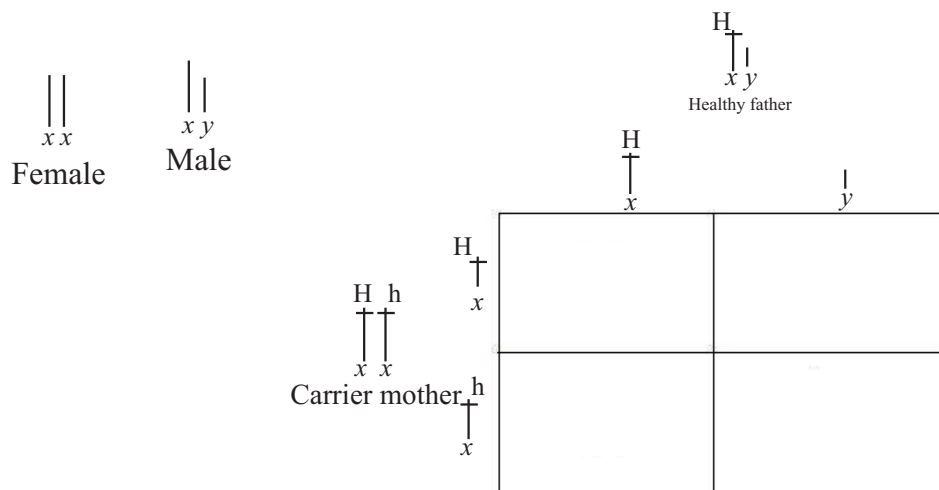 H
x y
Healthy father
x x
Female
x y
Male
H
x
y
H
x
H h
x x
Carrier mother
h
x